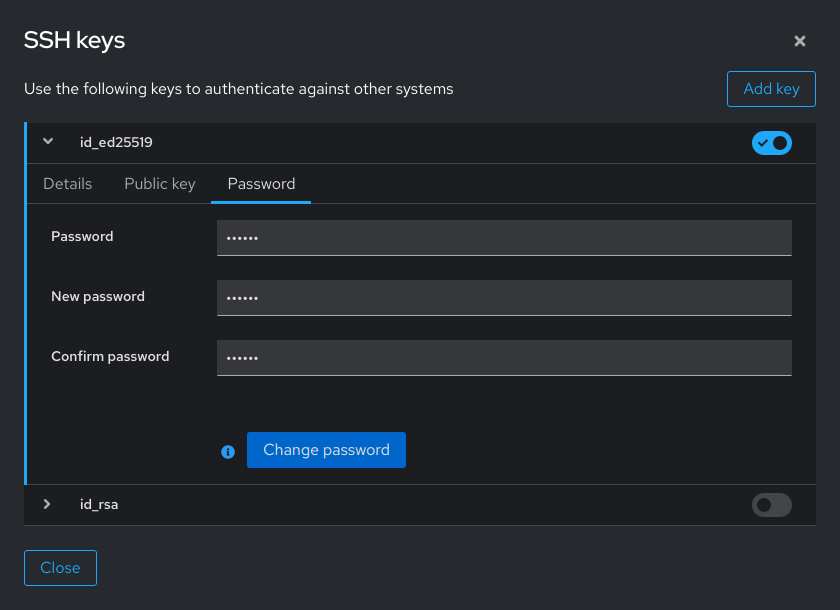 SSH keys
Use the following keys to authenticate against other systems
Add key
id_ed25519
Details Public key Password
Password ••••••
New password ••••••
Confirm password ••••••
Change password
id_rsa
Close